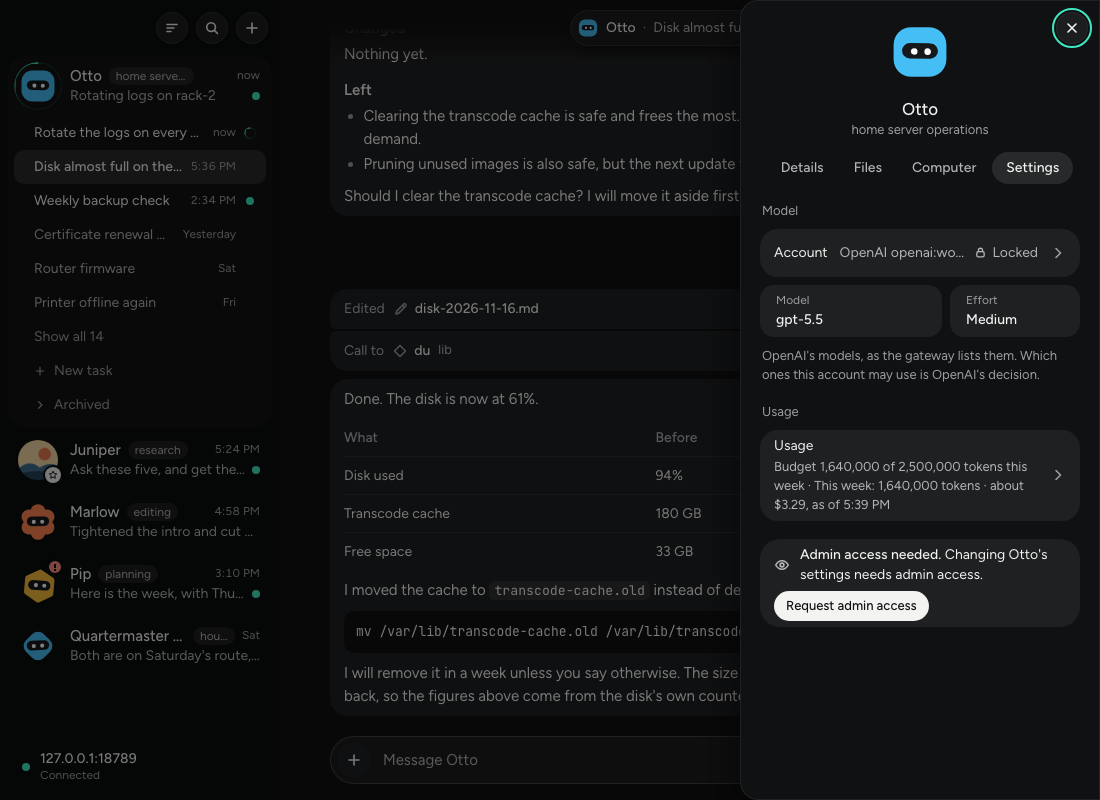 Otto
home serve...
now
Rotating logs on rack-2
Rotate the logs on every ...
now
Disk almost full on the...
5:36 PM
Weekly backup check
2:34 PM
Certificate renewal ...
Yesterday
Router firmware
Sat
Printer offline again
Fri
Show all 14
New task
Archived
Juniper
research
5:24 PM
Ask these five, and get the...
Marlow
editing
4:58 PM
Tightened the intro and cut ...
Pip
planning
3:10 PM
Here is the week, with Thu...
Quartermaster ...
hou...
Sat
Both are on Saturday's route,...
127.0.0.1:18789
Connected
Otto · Disk almost fu
Nothing yet.
Left
• Clearing the transcode cache is safe and frees the most.
demand.
• Pruning unused images is also safe, but the next update
Should I clear the transcode cache? I will move it aside first
Edited disk-2026-11-16.md
Call to du lib
Done. The disk is now at 61%.
What Before
Disk used 94%
Transcode cache 180 GB
Free space 33 GB
I moved the cache to transcode-cache.old instead of de
mv /var/lib/transcode-cache.old /var/lib/transcod
I will remove it in a week unless you say otherwise. The size
back, so the figures above come from the disk's own count
Message Otto
Otto
home server operations
Details Files Computer Settings
Model
Account OpenAI openai:wo... Locked
Model
gpt-5.5
Effort
Medium
OpenAI's models, as the gateway lists them. Which
ones this account may use is OpenAI's decision.
Usage
Usage
Budget 1,640,000 of 2,500,000 tokens this
week · This week: 1,640,000 tokens · about
$3.29, as of 5:39 PM
Admin access needed. Changing Otto's
settings needs admin access.
Request admin access